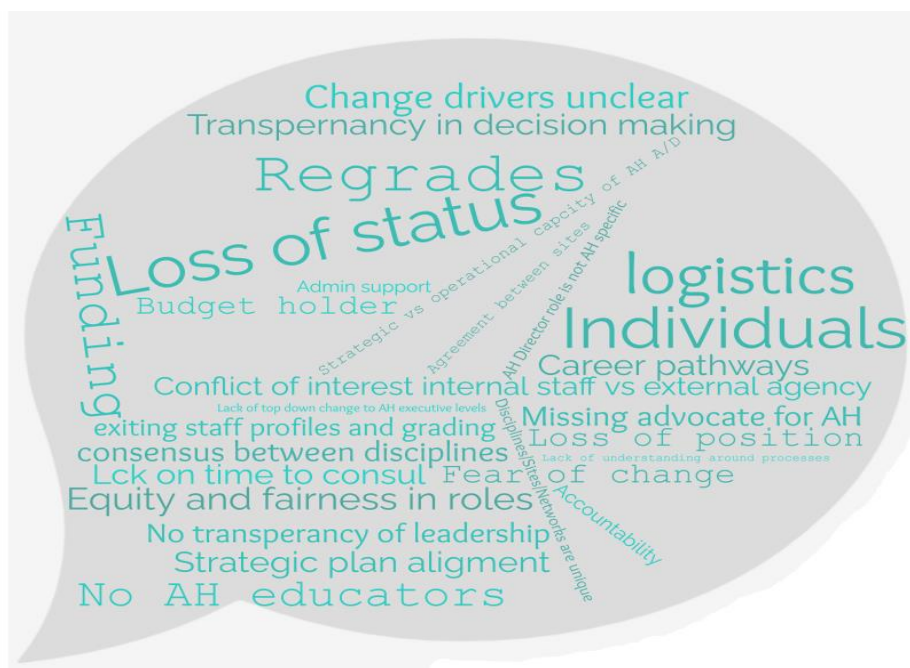 Change drivers unclear
Transpernancy in decision making
Regrades
Loss of status
Funding
Strategic vs operational capcity of AH A/D
Agreement between sites
AH Director role is not AH specific
Admin support
Budget holder
logistics
Individuals
Career pathways
Conflict of interest internal staff vs external agency
Lack of top down change to AH executive levels
exiting staff profiles and grading
Missing advocate for AH
Loss of position
consensus between disciplines
Lack of understanding around processes
Lck on time to consul
Fear of change
Disciplines/Sites/Networks are unique
Equity and fairness in roles
Accountability
No transperancy of leadership
Strategic plan aligment
No AH educators